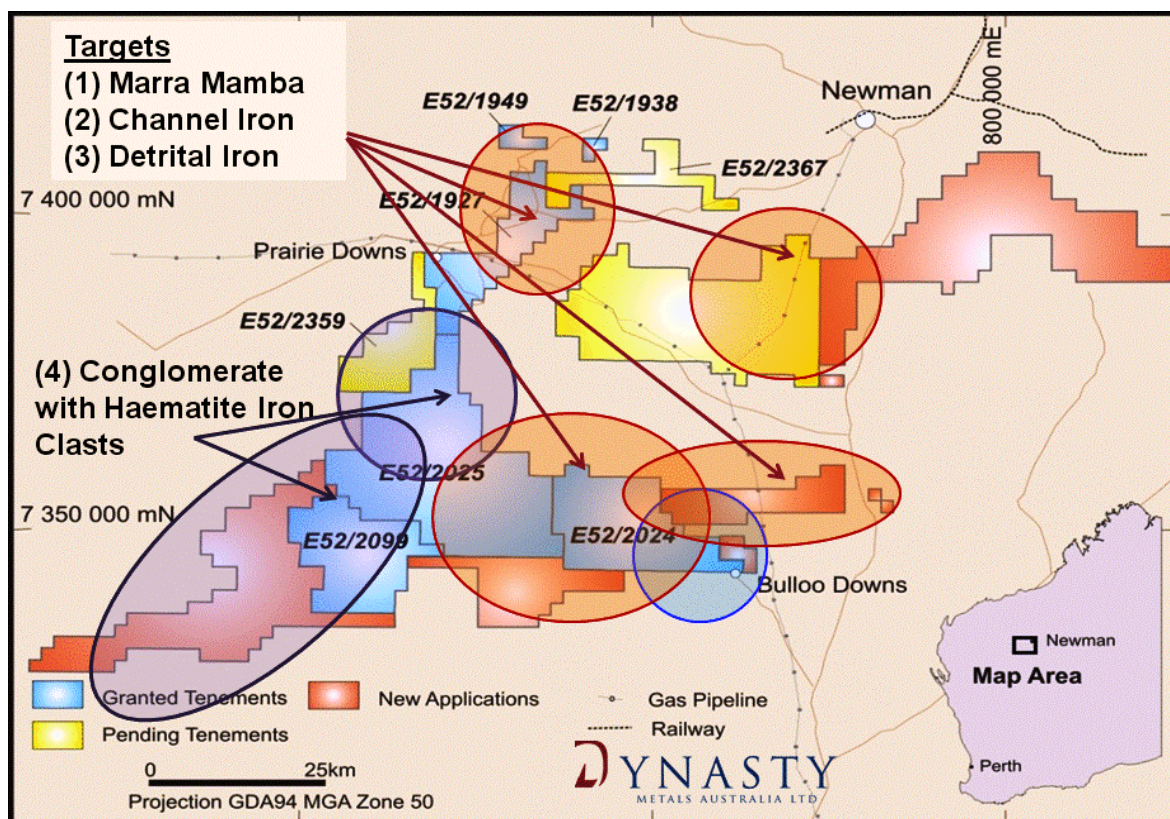 Targets
(1) Marra Mamba
(2) Channel Iron
(3) Detrital Iron
E52/1949
E52/1938
Newman
800 000 mE
E52/2367
7 400 000 mN
E52/1927
Prairie Downs
E52/2359
(4) Conglomerate
with Haematite Iron
Clasts
E52/2025
7 350 000 mN
E52/2099
E52/2024
Bulloo Downs
Newman
Map Area
Perth
Granted Tenements
New Applications
Gas Pipeline
Pending Tenements
Railway
0 25km
Projection GDA94 MGA Zone 50
DYNASTY
METALS AUSTRALIA LTD